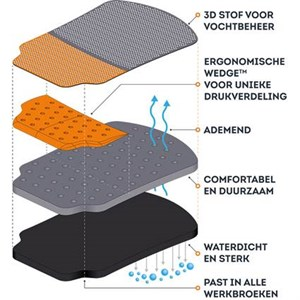 3D STOF VOOR
VOCHTBEHEER
ERGONOMISCHE
WEDGE™
VOOR UNIEKE
DRUKVERDELING
ADEMEND
COMFORTABEL
EN DUURZAAM
WATERDICHT
EN STERK
PAST IN ALLE
WERKBROEKEN